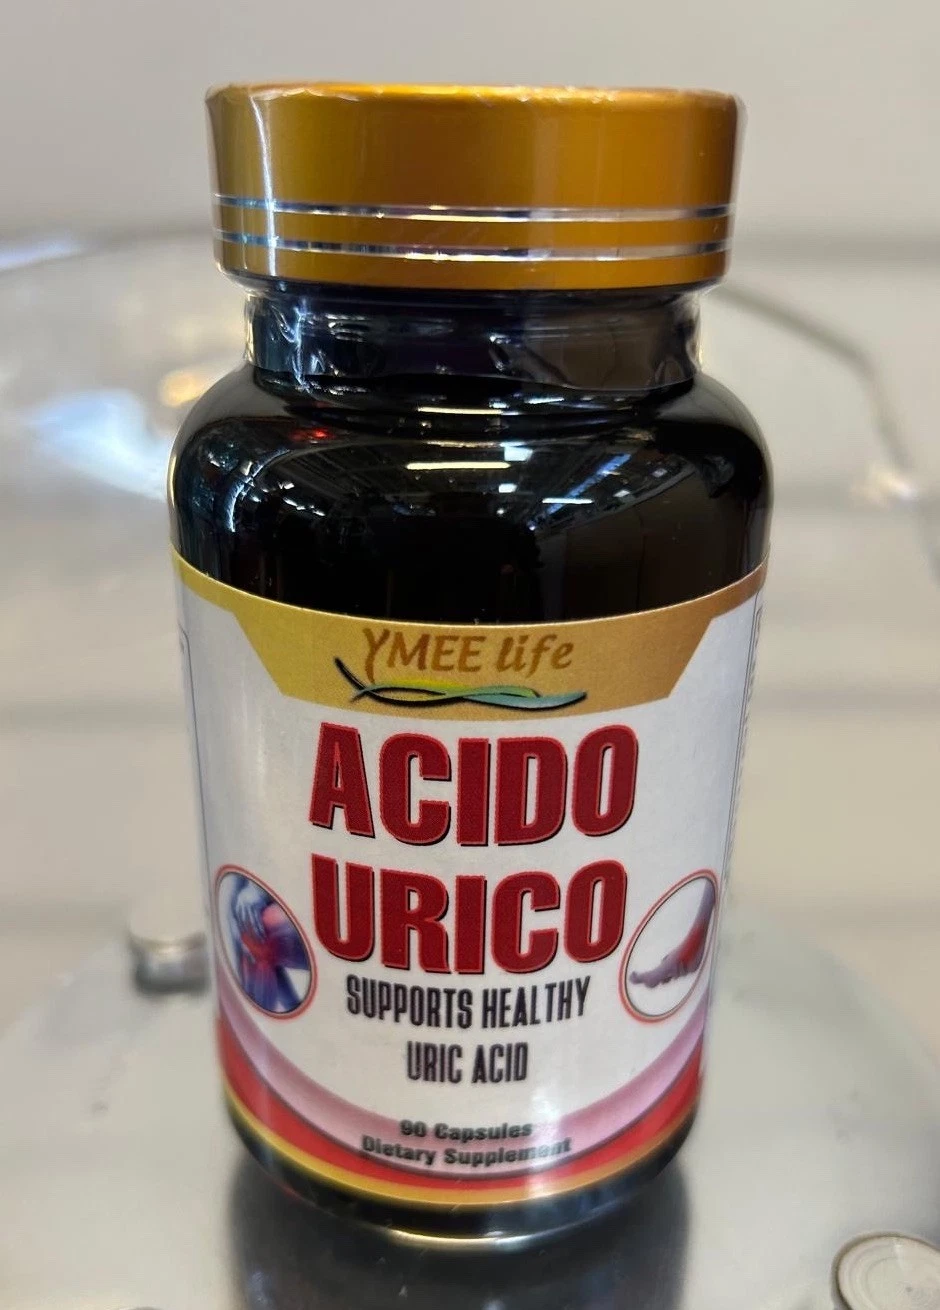 YMEE life
ACIDO
URICO
SUPPORTS HEALTHY
URIC ACID
90 Capsules
Dietary Supplement